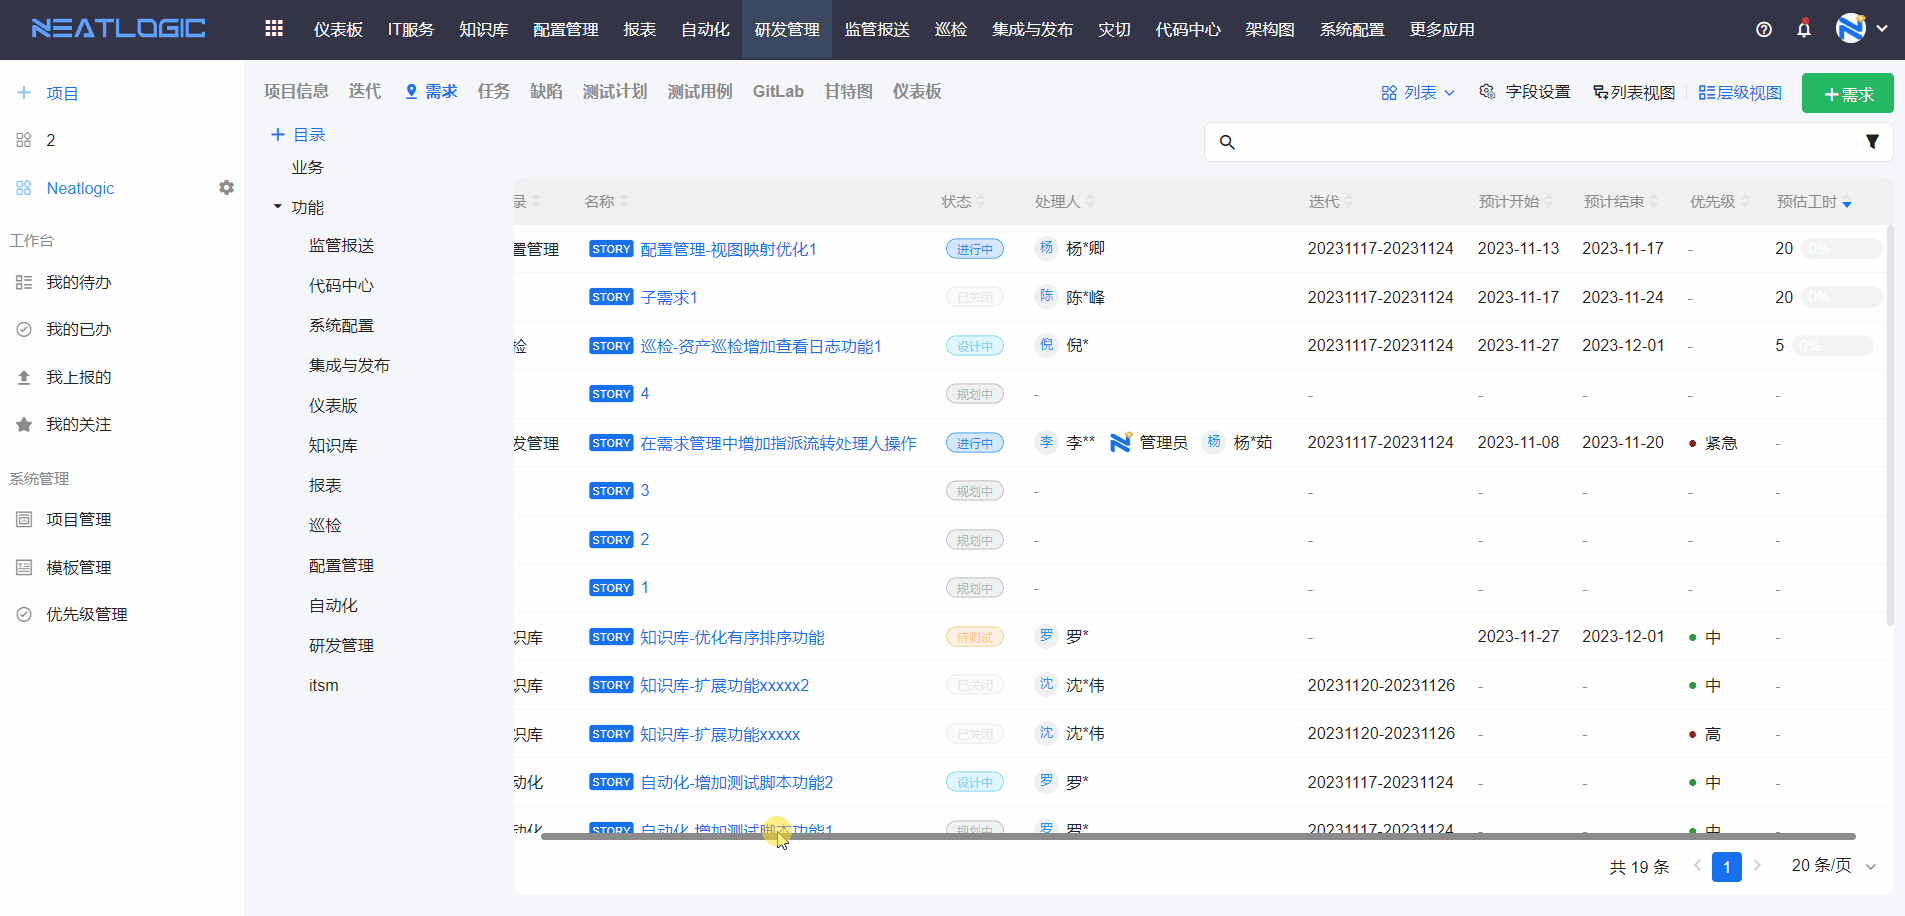 NEATLOGIC 仪表板 IT服务 知识库 配置管理 报表 自动化 研发管理 监管报送 巡检 集成与发布 灾切 代码中心 架构图 系统配置 更多应用
项目
2
Neatlogic
工作台
我的待办
我的已办
我上报的
我的关注
系统管理
项目管理
模板管理
优先级管理
项目信息 迭代 需求 任务 缺陷 测试计划 测试用例 GitLab 甘特图 仪表板
列表 字段设置 列表视图 层级视图 +需求
+ 目录
业务
功能
监管报送
代码中心
系统配置
集成与发布
仪表版
知识库
报表
巡检
配置管理
自动化
研发管理
itsm
录 名称 状态 处理人 迭代 预计开始 预计结束 优先级 预估工时
置管理 STORY 配置管理-视图映射优化1 进行中 杨 杨*卿 20231117-20231124 2023-11-13 2023-11-17 - 20 0%
STORY 子需求1 已关闭 陈 陈*峰 20231117-20231124 2023-11-17 2023-11-24 - 20 0%
检 STORY 巡检-资产巡检增加查看日志功能1 设计中 倪 倪* 20231117-20231124 2023-11-27 2023-12-01 - 5 0%
STORY 4 规划中 - - - - - -
发管理 STORY 在需求管理中增加指派流转处理人操作 进行中 李 李** 管理员 杨 杨*茹 20231117-20231124 2023-11-08 2023-11-20 紧急 -
STORY 3 规划中 - - - - - -
STORY 2 规划中 - - - - - -
STORY 1 规划中 - - - - - -
识库 STORY 知识库-优化有序排序功能 待测试 罗 罗* - 2023-11-27 2023-12-01 中 -
识库 STORY 知识库-扩展功能xxxxx2 已关闭 沈 沈*伟 20231120-20231126 - - 中 -
识库 STORY 知识库-扩展功能xxxxx 已关闭 沈 沈*伟 20231120-20231126 - - 高 -
动化 STORY 自动化-增加测试脚本功能2 设计中 罗 罗* 20231117-20231124 - - 中 -
动化 STORY 自动化-增加测试脚本功能1 规划中 罗 罗* 20231117-20231124 - - 中 -
共 19 条 1 20 条/页